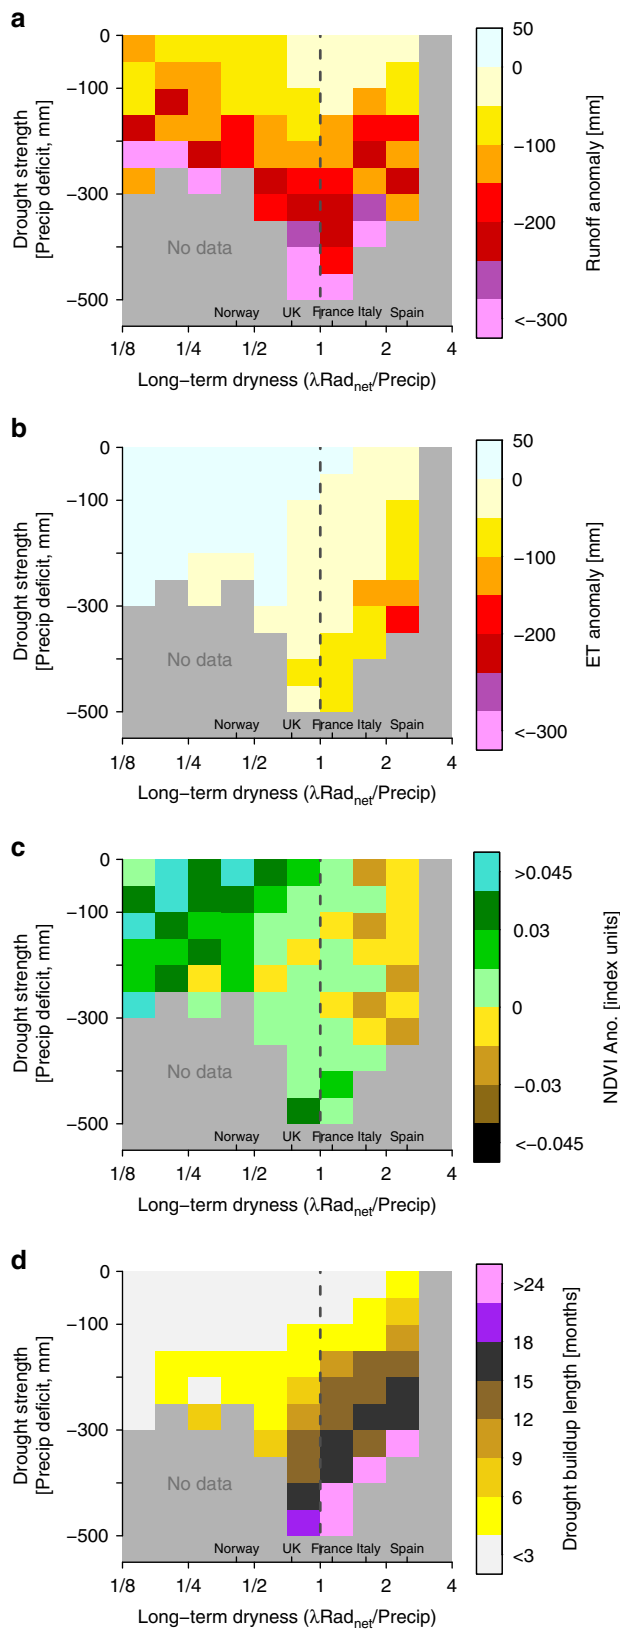 a
0
−100
−300
−500
Drought strength
[Precip deficit, mm]
No data
Norway UK France Italy Spain
1/8 1/4 1/2 1 2 4
Long−term dryness (λRadnet/Precip)
50
0
−100
−200
<−300
Runoff anomaly [mm]
b
0
−100
−300
−500
Drought strength
[Precip deficit, mm]
No data
Norway UK France Italy Spain
1/8 1/4 1/2 1 2 4
Long−term dryness (λRadnet/Precip)
50
0
−100
−200
<−300
ET anomaly [mm]
c
0
−100
−300
−500
Drought strength
[Precip deficit, mm]
No data
Norway UK France Italy Spain
1/8 1/4 1/2 1 2 4
Long−term dryness (λRadnet/Precip)
>0.045
0.03
0
−0.03
<−0.045
NDVI Ano. [index units]
d
0
−100
−300
−500
Drought strength
[Precip deficit, mm]
No data
Norway UK France Italy Spain
1/8 1/4 1/2 1 2 4
Long−term dryness (λRadnet/Precip)
>24
18
15
12
9
6
<3
Drought buildup length [months]